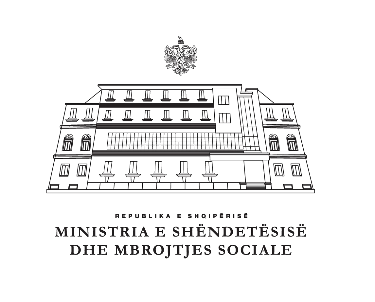 REPUBLIKA E SHQIPËRISË
MINISTRIA E SHËNDETËSISË
DHE MBROJTJES SOCIALE